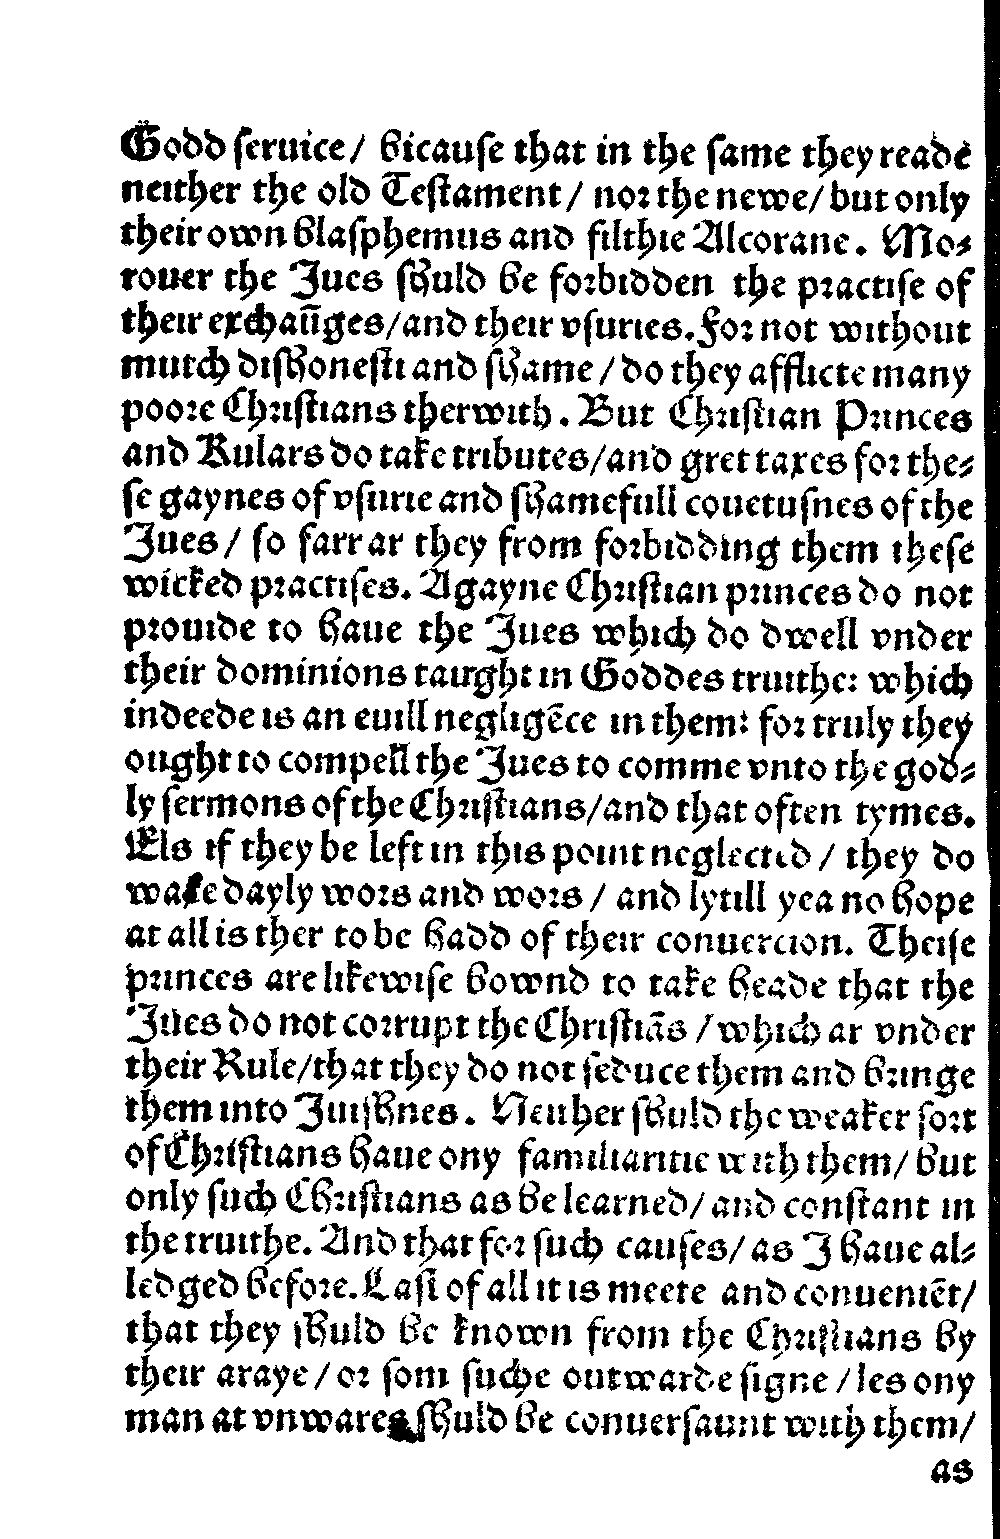 Godd seruice/ bicause that in the same they reade
neither the old Testament/ nor the newe/ but only
their own blasphemus and filthie Alcorane. Mo⸗
rouer the Jues shuld be forbidden the practise of
their exchaūges/ and their vsuries. For not without
mutch dishonesti and shame/ do they afflicte many
poore Christians therwith. But Christian Princes
and Rulars do take tributes/ and gret taxes for the⸗
se gaynes of vsurie and shamefull couetusnes of the
Jues/ so farr ar they from forbidding them these
wicked practises. Agayne Christian princes do not
prouide to haue the Jues which do dwell vnder
their dominions taught in Goddes truithe: which
indeede is an euill negligēce in them: for truly they
ought to compell the Jues to comme vnto the god⸗
ly sermons of the Christians/ and that often tymes.
Els if they be left in this point neglected/ they do
waxe dayly wors and wors/ and lytill yea no hope
at all is ther to be hadd of their conuercion. Theise
princes are likewise bownd to take heade that the
Jues do not corrupt the Christiās/ which ar vnder
their Rule/ that they do not seduce them and bringe
them into Juishnes. Neither shuld the weaker sort
of Christians haue ony familiaritie with them/ but
only such Christians as be learned/ and constant in
the truithe. And that for such causes/ as I haue al⸗
ledged before. Last of all it is meete and conueniēt/
that they shuld be known from the Christians by
their araye/ or som suche outwarde signe/ les ony
man at vnwares shuld be conuersaunt with them/
as